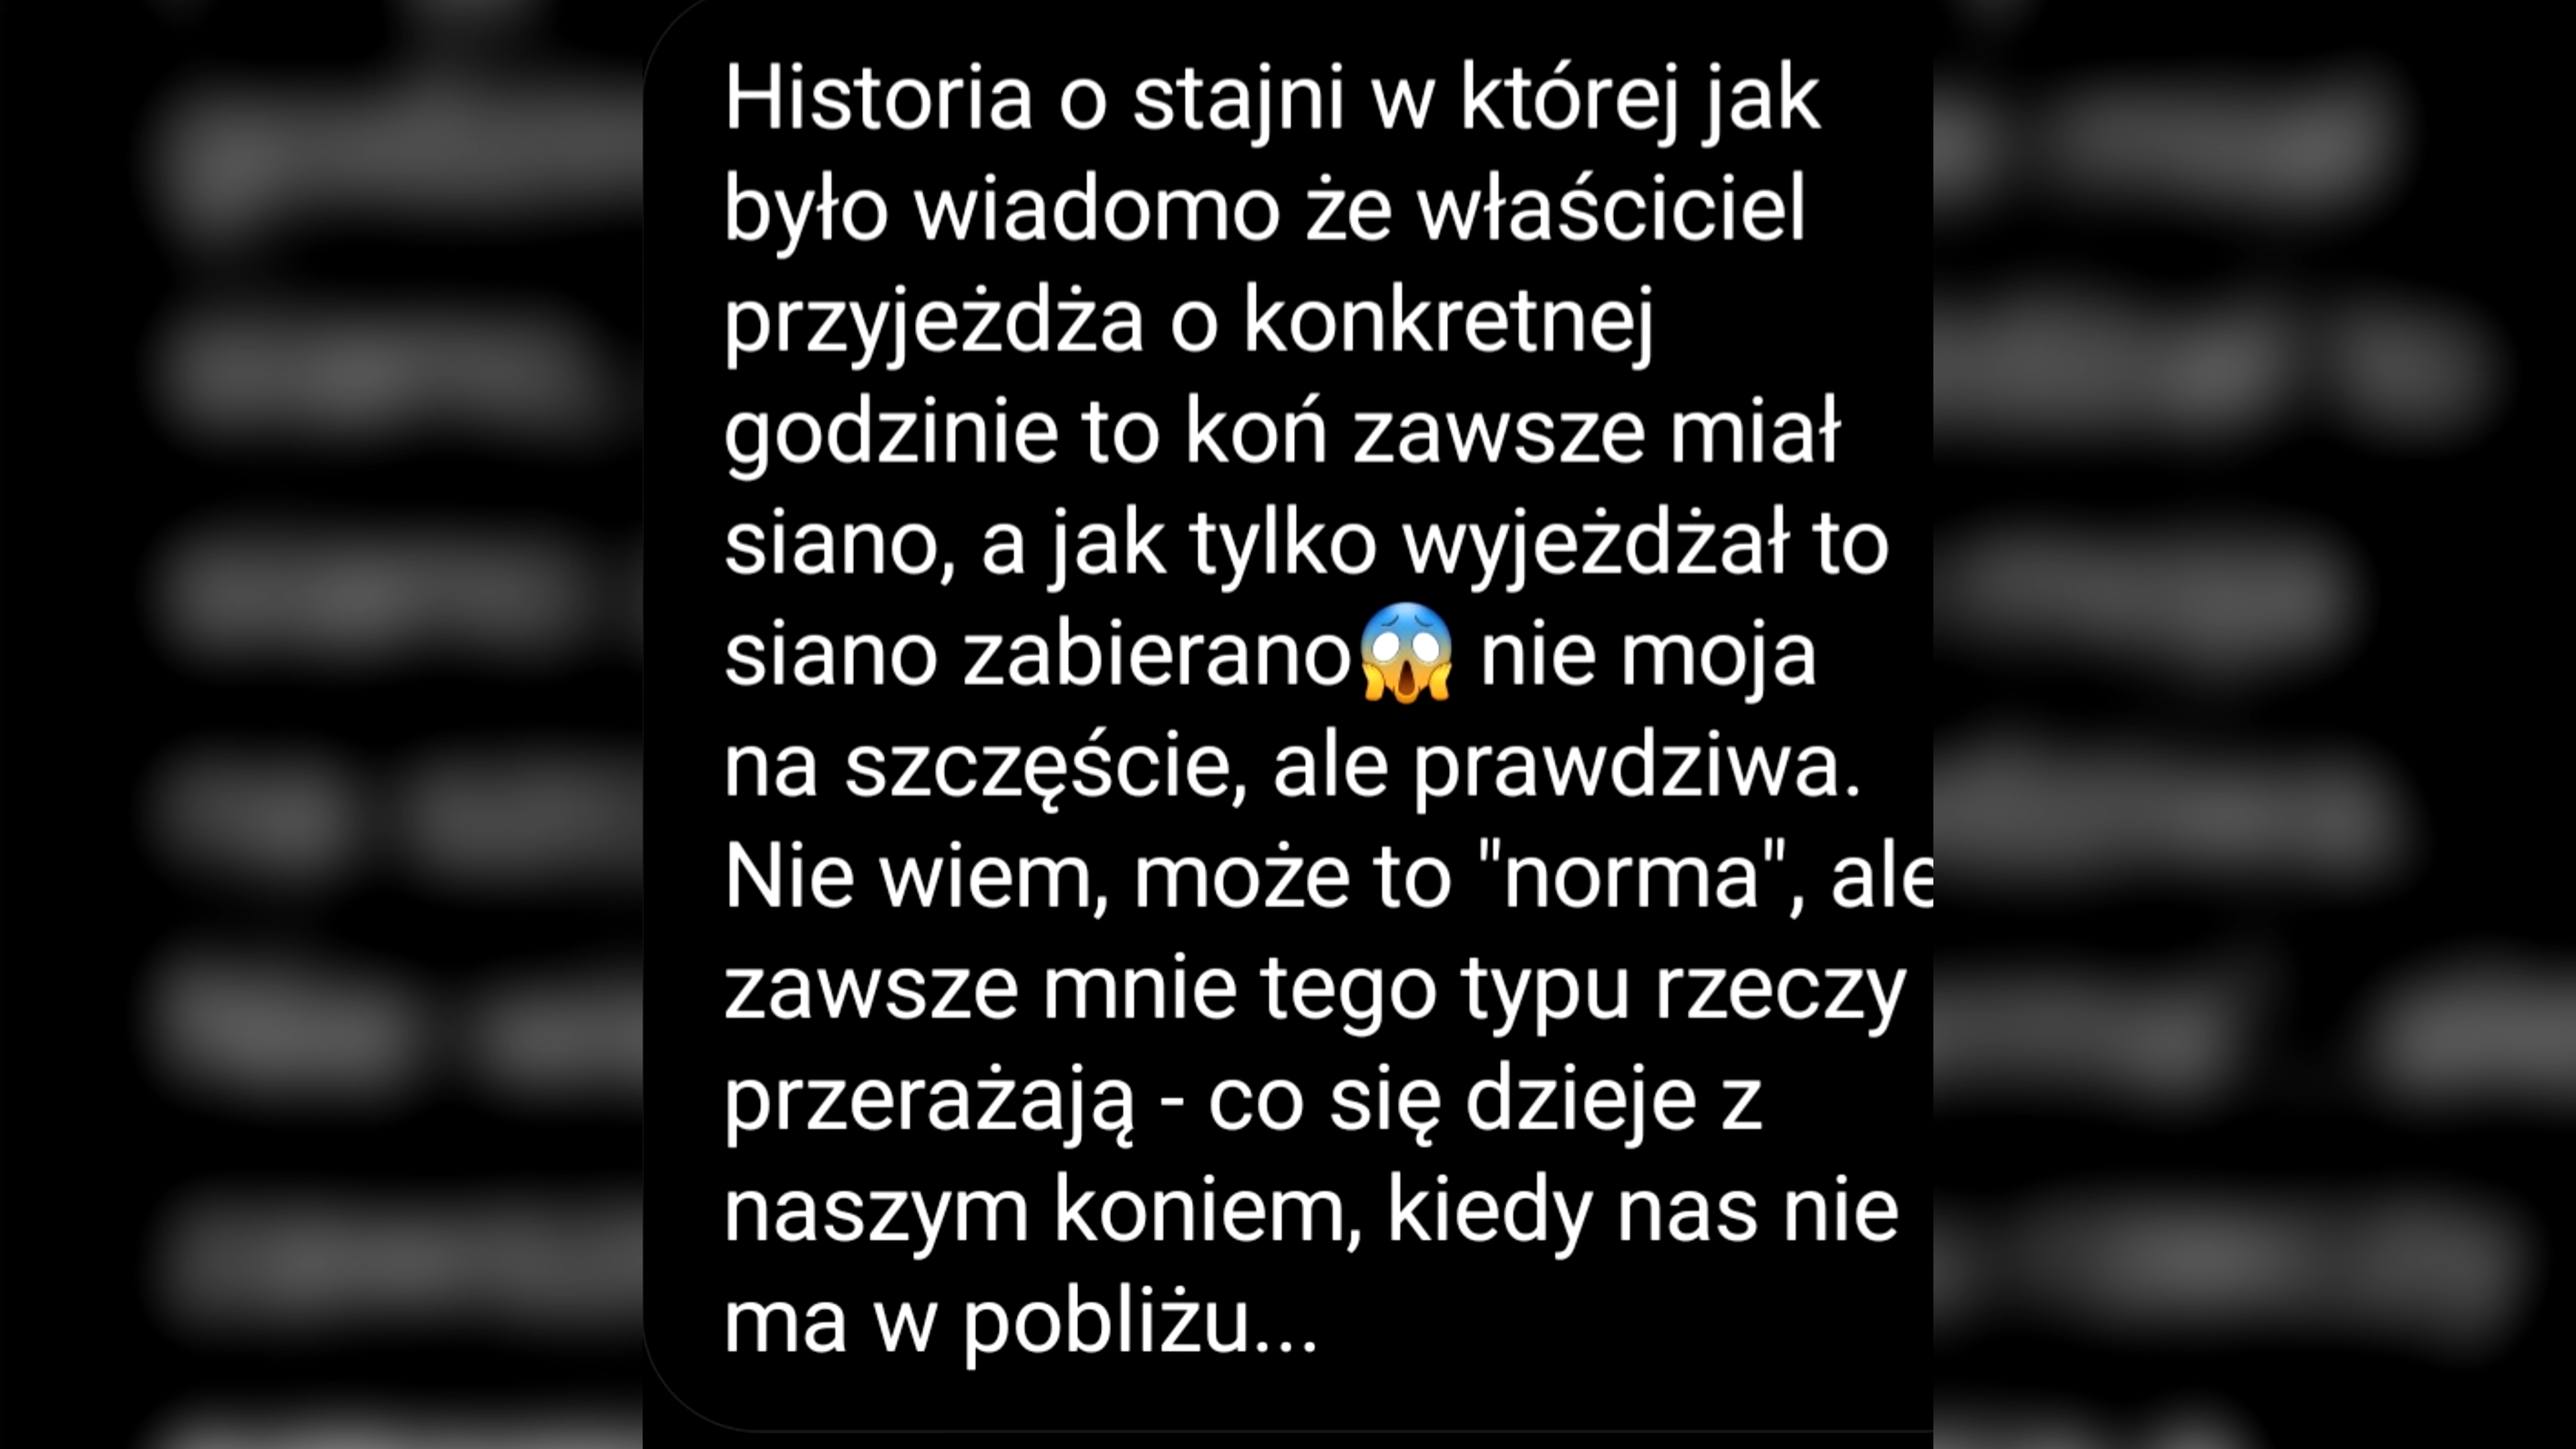 Historia o stajni w której jak
było wiadomo że właściciel
przyjeżdża o konkretnej
godzinie to koń zawsze miał
siano, a jak tylko wyjeżdżał to
siano zabierano😱 nie moja
na szczęście, ale prawdziwa.
Nie wiem, może to "norma", ale
zawsze mnie tego typu rzeczy
przerażają - co się dzieje z
naszym koniem, kiedy nas nie
ma w pobliżu...